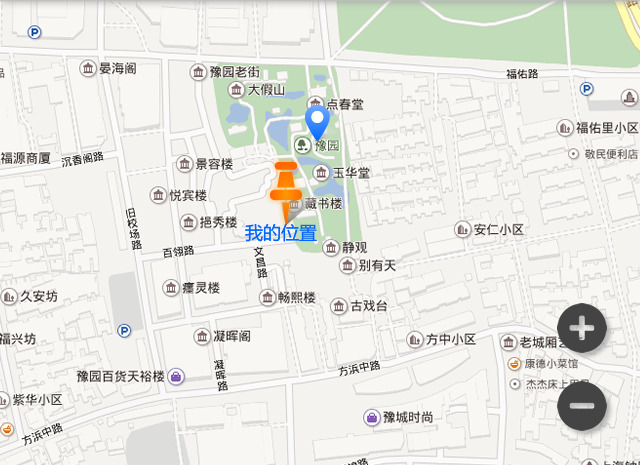 P
福佑路
晏海阁
豫园老街
大假山
P
点春堂
福佑里小区
豫园
敬民便利店
福源商厦
沉香阁路
景容楼
玉华堂
悦宾楼
藏书楼
旧校场路
挹秀楼
我的位置
安仁小区
百翎路
静观
文昌路
别有天
瘞灵楼
久安坊
畅熙楼
古戏台
P
福兴坊
凝晖阁
方中小区
老城厢
康德小菜馆
凝晖路
方浜中路
豫园百货天裕楼
杰杰床上用品
紫华小区
豫城时尚
方浜中路